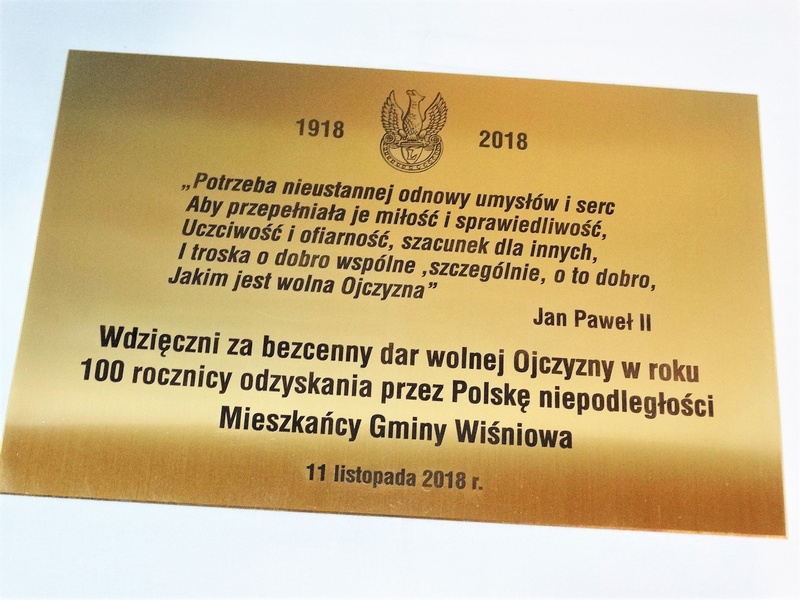 1918 2018
„Potrzeba nieustannej odnowy umysłów i serc
Aby przepełniała je miłość i sprawiedliwość,
Uczciwość i ofiarność, szacunek dla innych,
I troska o dobro wspólne ,szczególnie, o to dobro,
Jakim jest wolna Ojczyzna”
Jan Paweł II
Wdzięczni za bezcenny dar wolnej Ojczyzny w roku
100 rocznicy odzyskania przez Polskę niepodległości
Mieszkańcy Gminy Wiśniowa
11 listopada 2018 r.